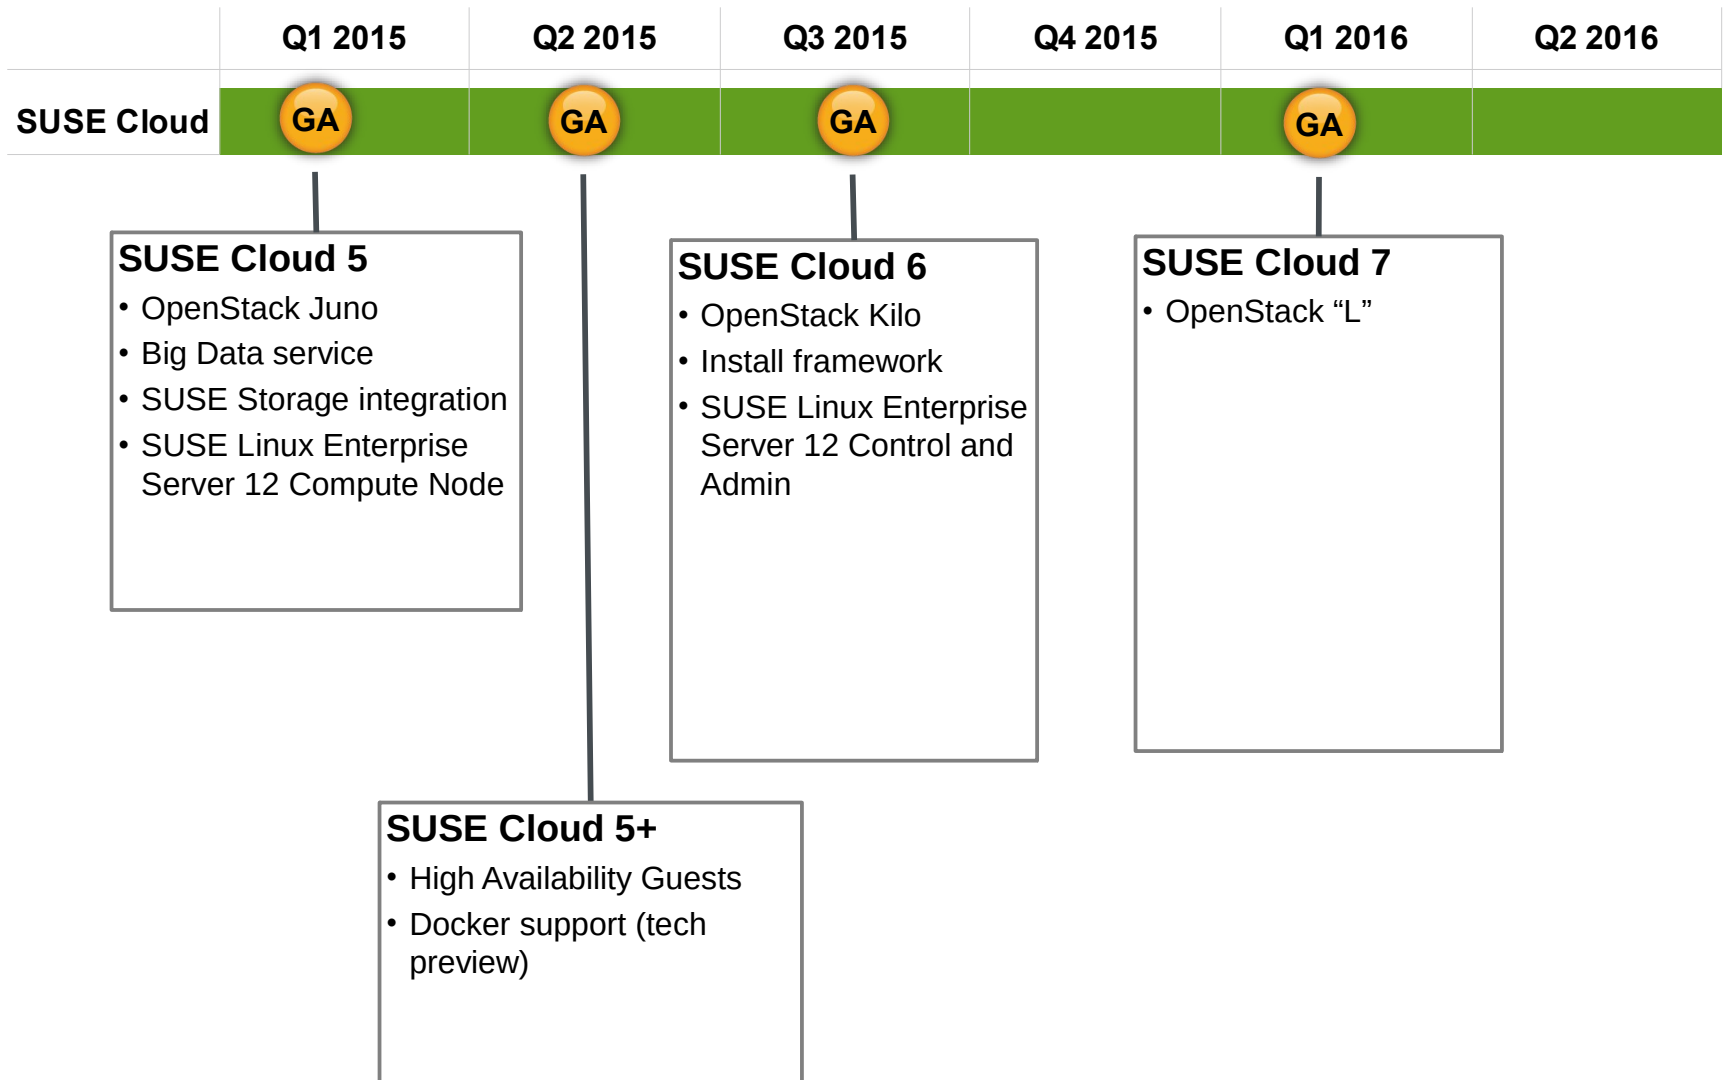 Q1 2015 Q2 2015 Q3 2015 Q4 2015 Q1 2016 Q2 2016
SUSE Cloud GA GA GA GA
SUSE Cloud 5
• OpenStack Juno
• Big Data service
• SUSE Storage integration
• SUSE Linux Enterprise
Server 12 Compute Node
SUSE Cloud 6
• OpenStack Kilo
• Install framework
• SUSE Linux Enterprise
Server 12 Control and
Admin
SUSE Cloud 7
• OpenStack “L”
SUSE Cloud 5+
• High Availability Guests
• Docker support (tech
preview)